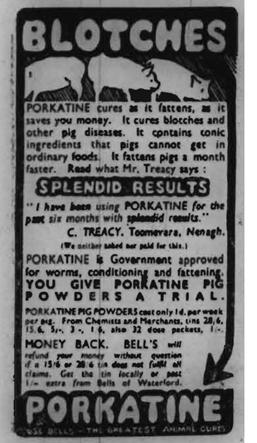 BLOTCHES
PORKATINE cures as it fattens, as it
saves you money. It cures blotches and
other pig diseases. It contains tonic
ingredients that pigs cannot get in
ordinary foods. It fattens pigs a month
faster. Read what Mr. Treacy says :
SPLENDID RESULTS
"I have been using PORKATINE for the
past six months with splendid results."
C. TREACY, Toomevara, Nenagh.
(We neither asked nor paid for this.)
PORKATINE is Government approved
for worms, conditioning and fattening.
YOU GIVE PORKATINE PIG
POWDERS A TRIAL.
PORKATINE PIG POWDERS cost only 1d. per week
per pig. From Chemists and Merchants, tins 28,6,
15,6, 5/-, 3/-, 1 6, also 32 dose packets, 1/-.
MONEY BACK. BELL'S will
refund your money without question
if a 15/6 or 28 6 tin does not fulfil all
claims. Get the tin locally or post
1/- extra from Bells of Waterford.
PORKATINE
USE BELLS - THE GREATEST ANIMAL CURES